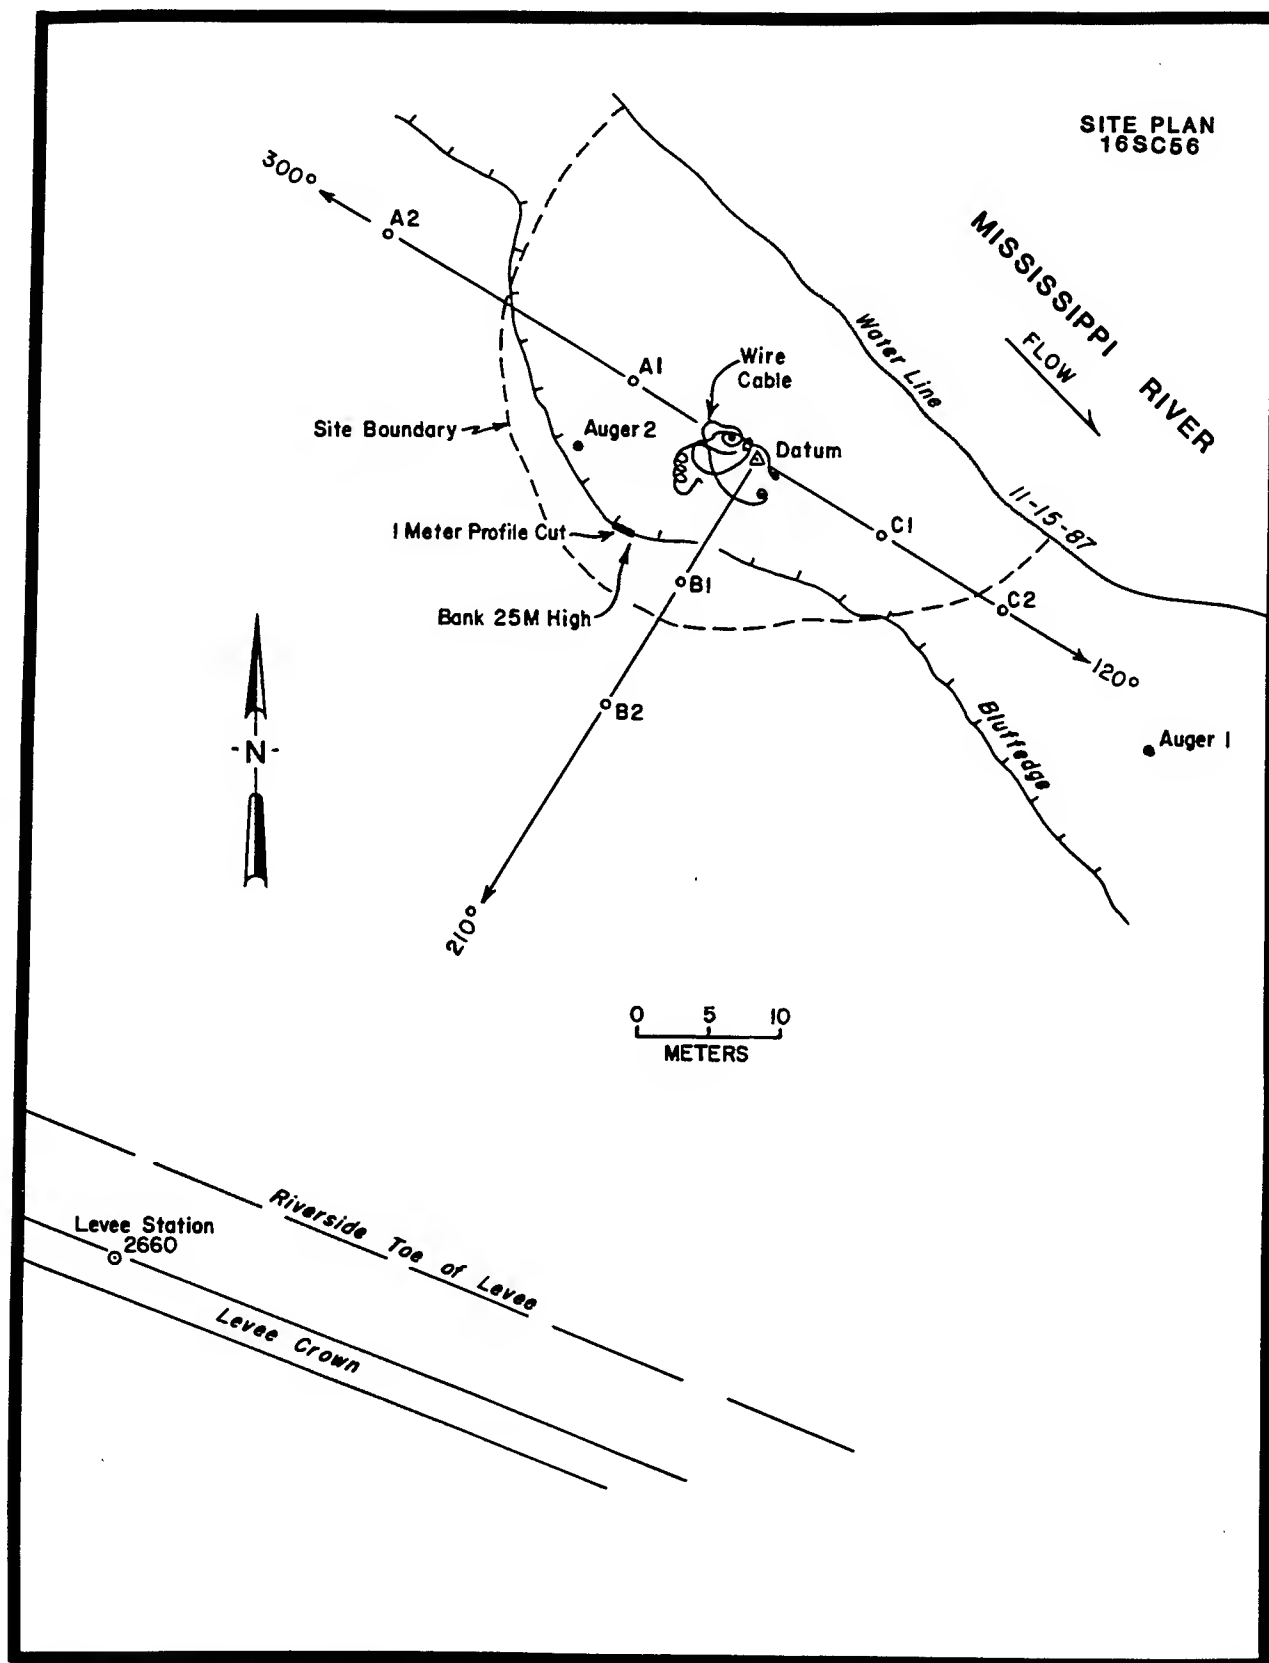 SITE PLAN
16SC56
300°
A2
MISSISSIPPI RIVER
FLOW
Water Line
Wire
Cable
A1
Site Boundary
Auger 2
Datum
11-15-87
1 Meter Profile Cut
C1
B1
Bank 25M High
C2
120°
-N-
B2
Bluffedge
Auger 1
210°
0 5 10
METERS
Riverside Toe of Levee
Levee Station
2660
Levee Crown